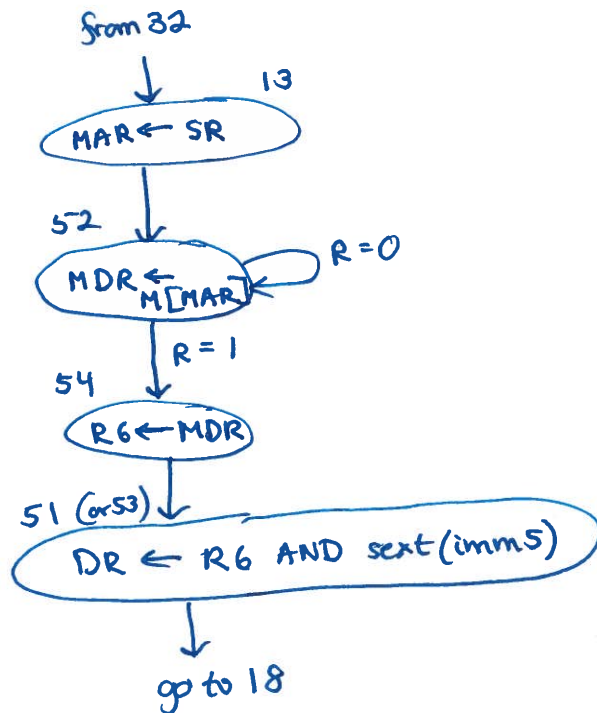 from 32
13
MAR ← SR
52
MDR ←
M[MAR]
R = 0
R = 1
54
R6 ← MDR
51 (or 53)
DR ← R6 AND sext(imm5)
go to 18